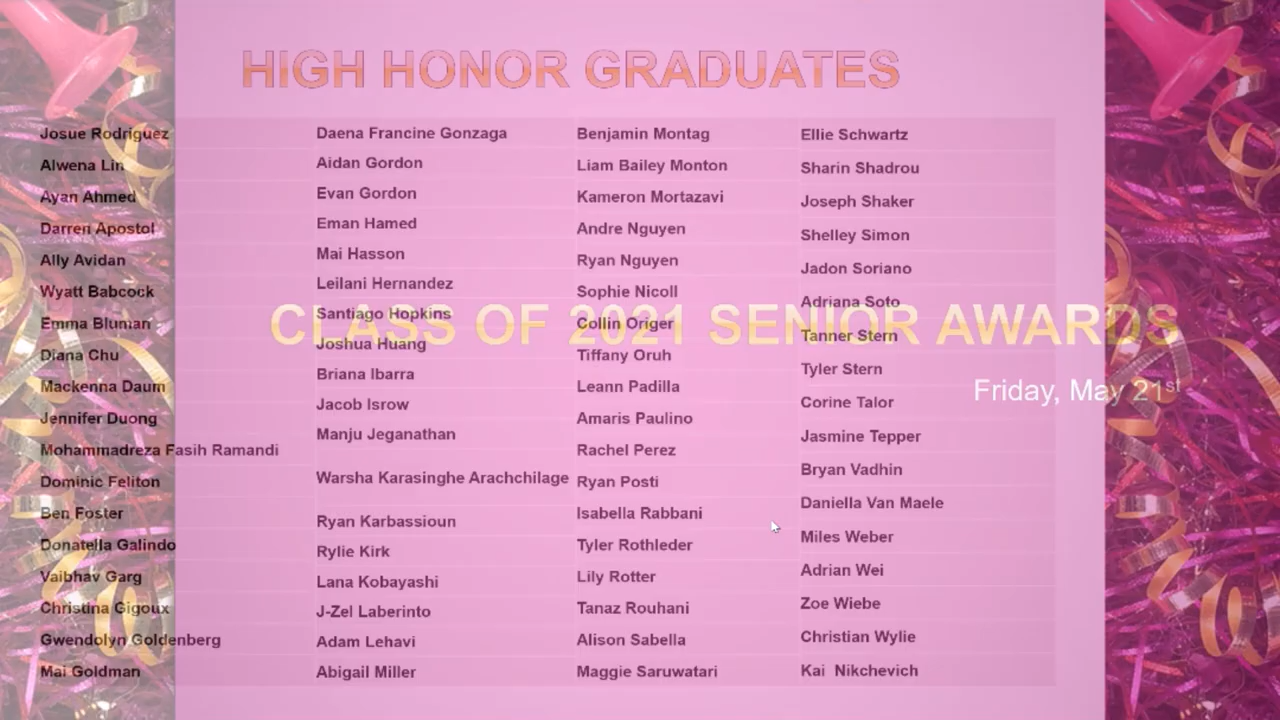 HIGH HONOR GRADUATES
Josue Rodriguez
Alwena Lin
Ayan Ahmed
Darren Apostol
Ally Avidan
Wyatt Babcock
Emma Bluman
Diana Chu
Mackenna Daum
Jennifer Duong
Mohammadreza Fasih Ramandi
Dominic Feliton
Ben Foster
Donatella Galindo
Vaibhav Garg
Christina Gigoux
Gwendolyn Goldenberg
Mai Goldman
Daena Francine Gonzaga
Aidan Gordon
Evan Gordon
Eman Hamed
Mai Hasson
Leilani Hernandez
Santiago Hopkins
Joshua Huang
Briana Ibarra
Jacob Isrow
Manju Jeganathan
Warsha Karasinghe Arachchilage
Ryan Karbassioun
Rylie Kirk
Lana Kobayashi
J-Zel Laberinto
Adam Lehavi
Abigail Miller
Benjamin Montag
Liam Bailey Monton
Kameron Mortazavi
Andre Nguyen
Ryan Nguyen
Sophie Nicoll
Collin Origer
Tiffany Oruh
Leann Padilla
Amaris Paulino
Rachel Perez
Ryan Posti
Isabella Rabbani
Tyler Rothleder
Lily Rotter
Tanaz Rouhani
Alison Sabella
Maggie Saruwatari
Ellie Schwartz
Sharin Shadrou
Joseph Shaker
Shelley Simon
Jadon Soriano
Adriana Soto
Tanner Stern
Tyler Stern
Corine Talor
Jasmine Tepper
Bryan Vadhin
Daniella Van Maele
Miles Weber
Adrian Wei
Zoe Wiebe
Christian Wylie
Kai  Nikchevich
CLASS OF 2021 SENIOR AWARDS
Friday, May 21st